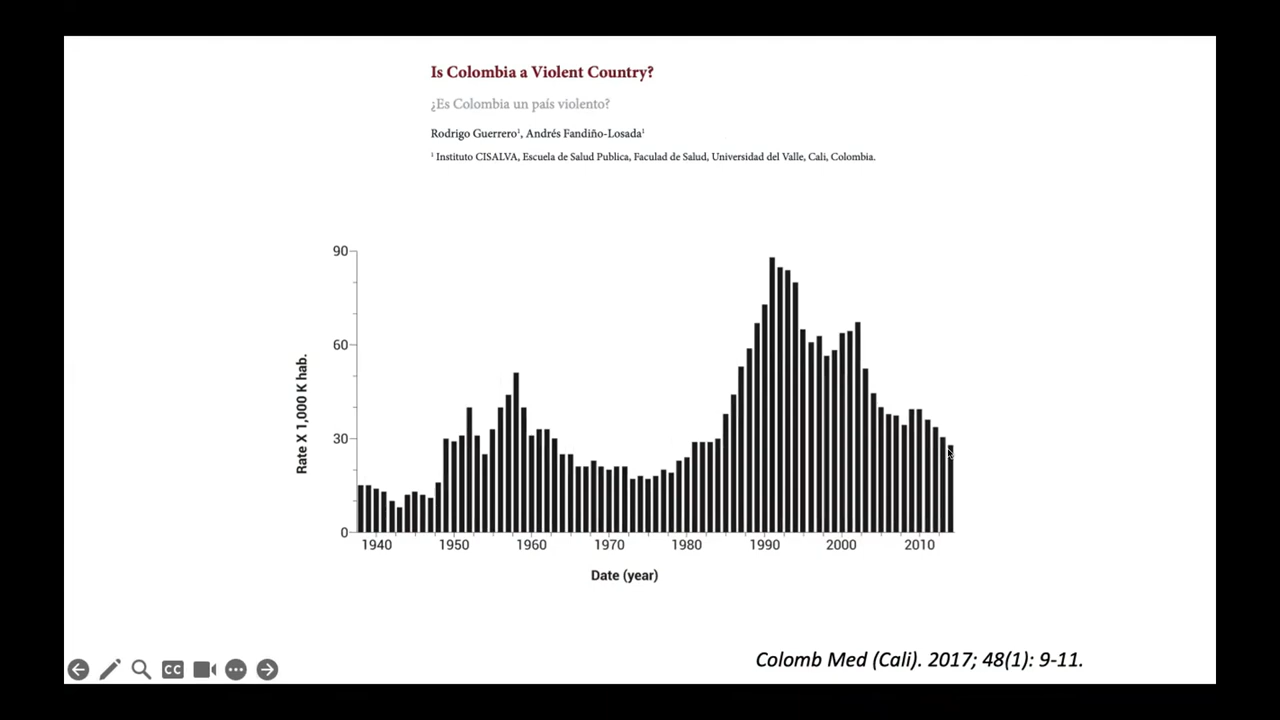 Is Colombia a Violent Country?
¿Es Colombia un país violento?
Rodrigo Guerrero¹, Andrés Fandiño-Losada¹
¹ Instituto CISALVA, Escuela de Salud Publica, Faculad de Salud, Universidad del Valle, Cali, Colombia.
90
60
30
0
Rate X 1,000 K hab.
1940 1950 1960 1970 1980 1990 2000 2010
Date (year)
CC
Colomb Med (Cali). 2017; 48(1): 9-11.